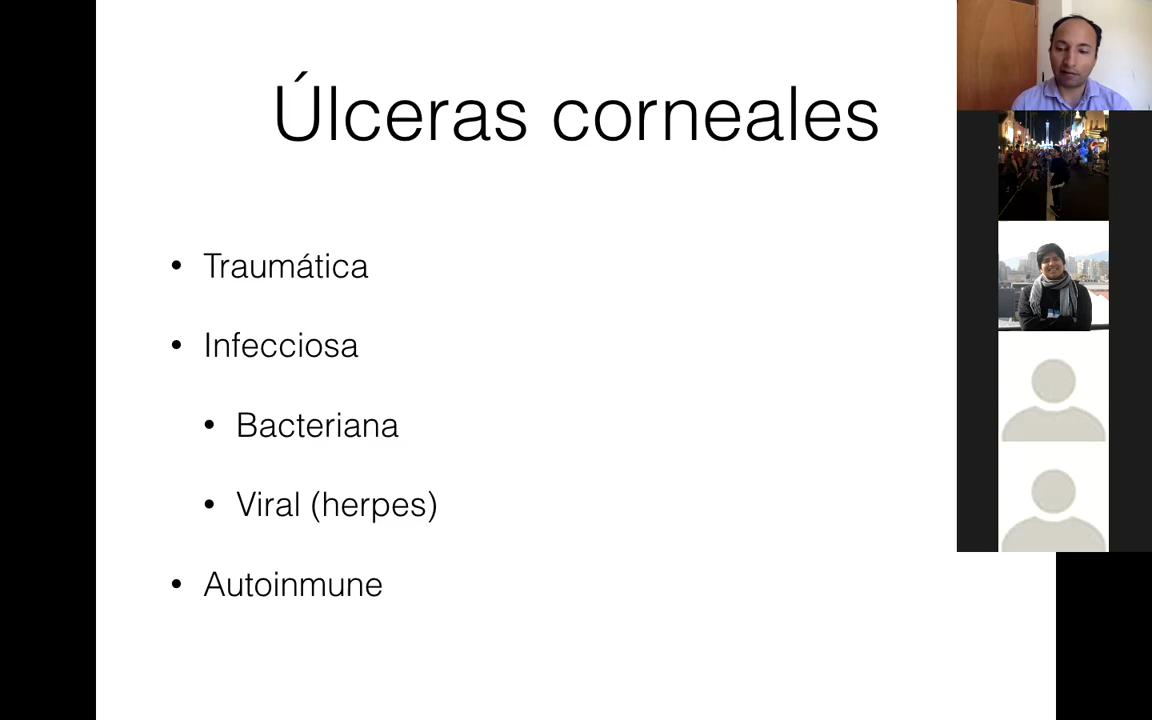 Úlceras corneales
• Traumática
• Infecciosa
• Bacteriana
• Viral (herpes)
• Autoinmune